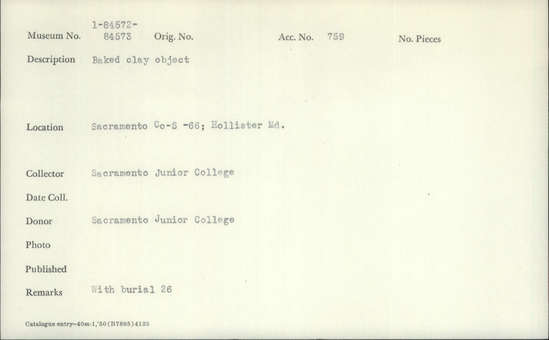 1-84572-
Museum No. 84573 Orig. No. Acc. No. 759 No. Pieces
Description Baked clay object
Location Sacramento Co-S -66; Hollister Md.
Collector Sacramento Junior College
Date Coll.
Donor Sacramento Junior College
Photo
Published
Remarks With burial 26
Catalogue entry—40m:1,'50(B7895)4123